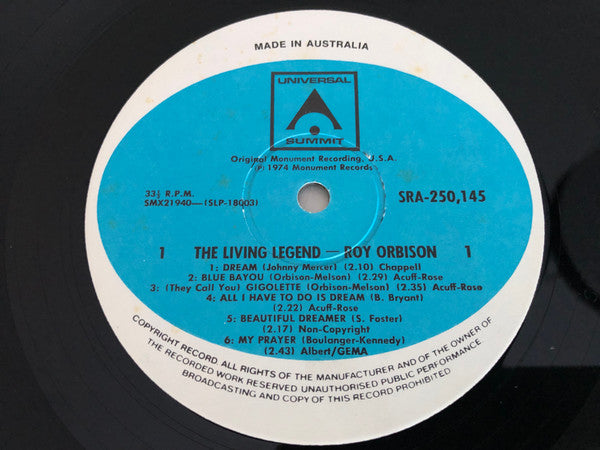 MADE IN AUSTRALIA
UNIVERSAL
SUMMIT
Original Monument Recording, U.S.A.
℗ 1974 Monument Records
33⅓ R.P.M.
SMX21940—(SLP-18003)
SRA-250,145
1 THE LIVING LEGEND — ROY ORBISON 1
1: DREAM (Johnny Mercer) (2.10) Chappell
2: BLUE BAYOU (Orbison-Melson) (2.29) Acuff-Rose
3: (They Call You) GIGOLETTE (Orbison-Melson) (2.35) Acuff-Rose
4: ALL I HAVE TO DO IS DREAM (B. Bryant)
(2.22) Acuff-Rose
5: BEAUTIFUL DREAMER (S. Foster)
(2.17) Non-Copyright
6: MY PRAYER (Boulanger-Kennedy)
(2.43) Albert/GEMA
COPYRIGHT RECORD. ALL RIGHTS OF THE MANUFACTURER AND OF THE OWNER OF
THE RECORDED WORK RESERVED UNAUTHORISED PUBLIC PERFORMANCE
BROADCASTING AND COPY OF THIS RECORD PROHIBITED